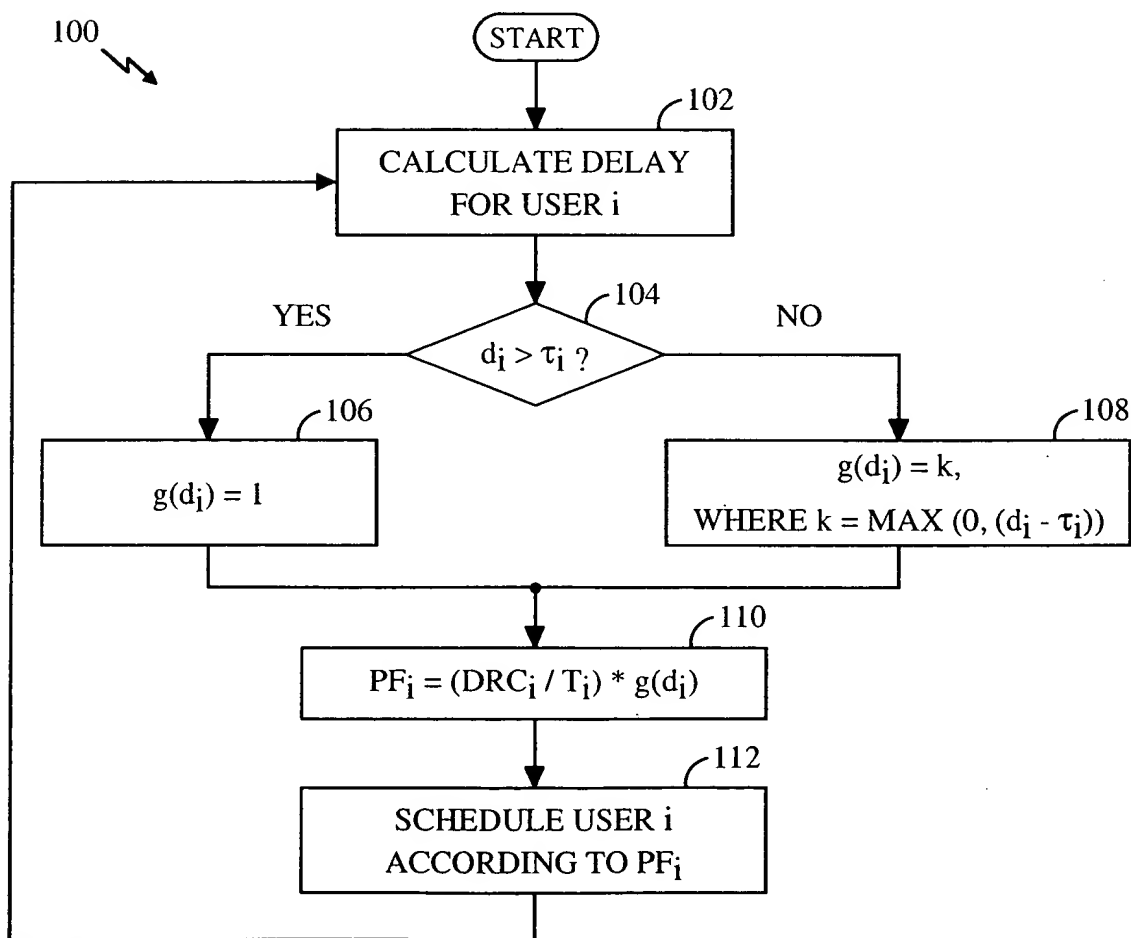 100
START
102
CALCULATE DELAY
FOR USER i
104
YES
NO
di > τi ?
106
108
g(di) = 1
g(di) = k,
WHERE k = MAX (0, (di - τi))
110
PFi = (DRCi / Ti) * g(di)
112
SCHEDULE USER i
ACCORDING TO PFi